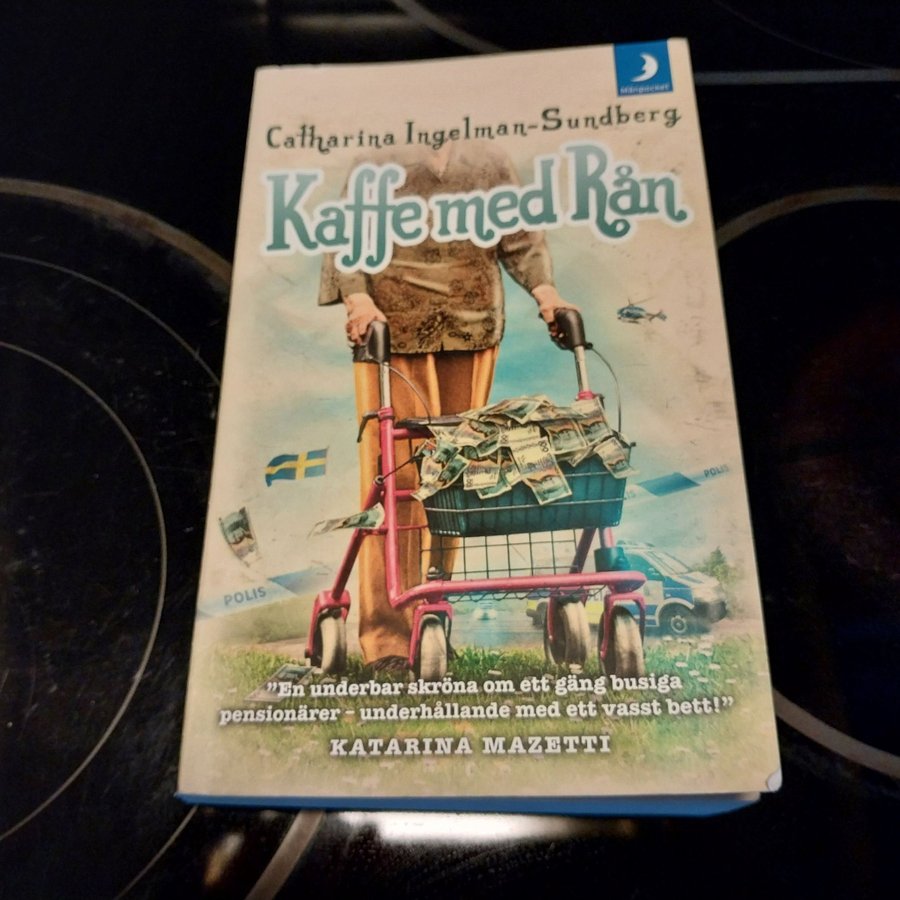 Månpocket
Catharina Ingelman-Sundberg
Kaffe med Rån
POLIS
POLIS
"En underbar skröna om ett gäng busiga
pensionärer – underhållande med ett vasst bett!"
KATARINA MAZETTI